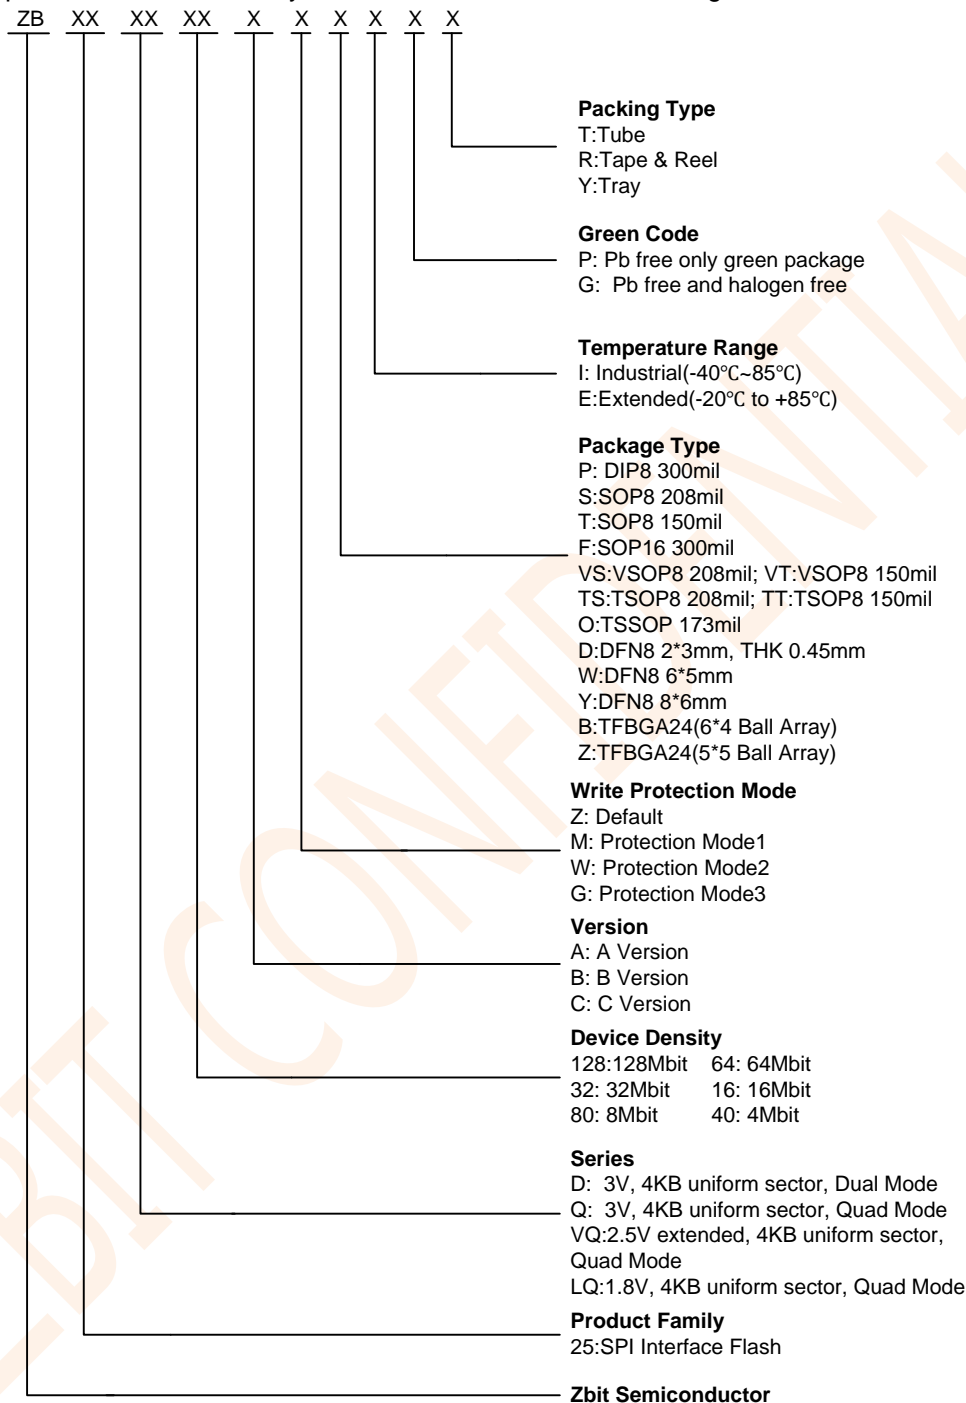 ZB XX XX XX X X X X X X
Packing Type
T:Tube
R:Tape & Reel
Y:Tray
Green Code
P: Pb free only green package
G: Pb free and halogen free
Temperature Range
I: Industrial(-40℃~85℃)
E:Extended(-20℃ to +85℃)
Package Type
P: DIP8 300mil
S:SOP8 208mil
T:SOP8 150mil
F:SOP16 300mil
VS:VSOP8 208mil; VT:VSOP8 150mil
TS:TSOP8 208mil; TT:TSOP8 150mil
O:TSSOP 173mil
D:DFN8 2*3mm, THK 0.45mm
W:DFN8 6*5mm
Y:DFN8 8*6mm
B:TFBGA24(6*4 Ball Array)
Z:TFBGA24(5*5 Ball Array)
Write Protection Mode
Z: Default
M: Protection Mode1
W: Protection Mode2
G: Protection Mode3
Version
A: A Version
B: B Version
C: C Version
Device Density
128:128Mbit 64: 64Mbit
32: 32Mbit 16: 16Mbit
80: 8Mbit 40: 4Mbit
Series
D: 3V, 4KB uniform sector, Dual Mode
Q: 3V, 4KB uniform sector, Quad Mode
VQ:2.5V extended, 4KB uniform sector,
Quad Mode
LQ:1.8V, 4KB uniform sector, Quad Mode
Product Family
25:SPI Interface Flash
Zbit Semiconductor
ZBIT CONFIDENTIAL